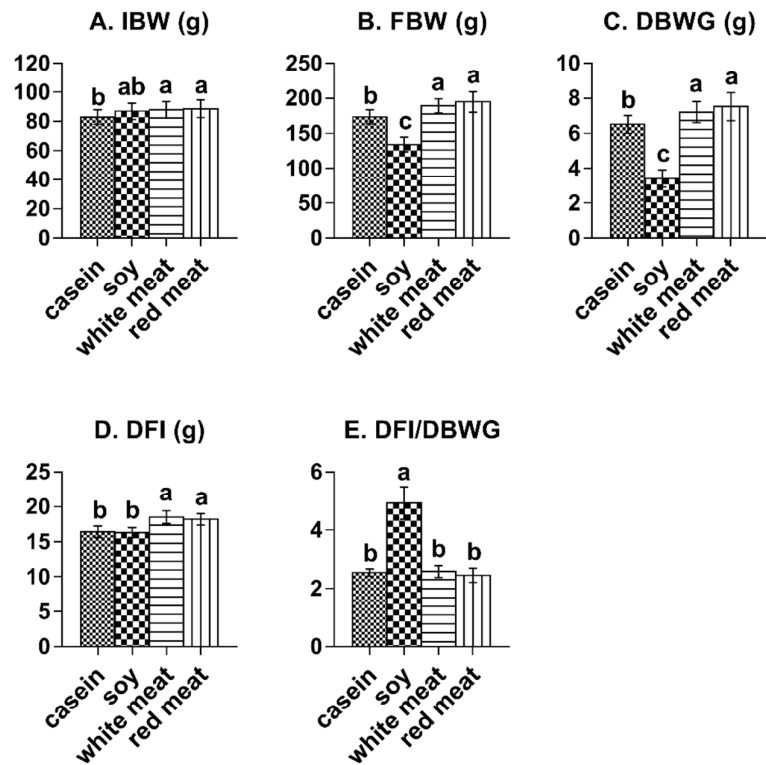 A. IBW (g)
120
100
80
60
40
20
0
b
ab
a
a
casein
soy
white meat
red meat
B. FBW (g)
250
200
150
100
50
0
b
c
a
a
casein
soy
white meat
red meat
C. DBWG (g)
8
6
4
2
0
b
c
a
a
casein
soy
white meat
red meat
D. DFI (g)
25
20
15
10
5
0
b
b
a
a
casein
soy
white meat
red meat
E. DFI/DBWG
6
4
2
0
b
a
b
b
casein
soy
white meat
red meat